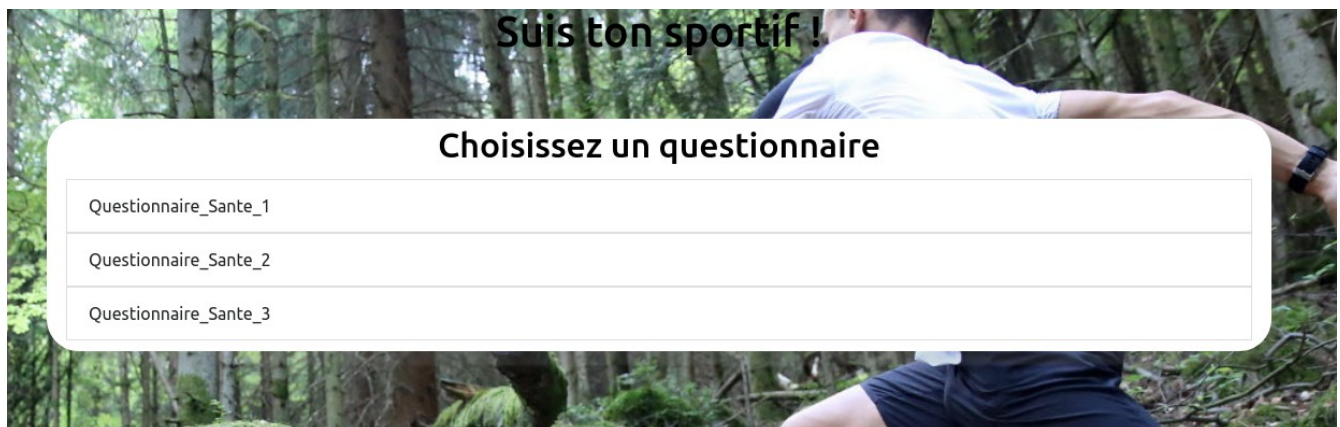 Suis ton sportif !
Choisissez un questionnaire
Questionnaire_Sante_1
Questionnaire_Sante_2
Questionnaire_Sante_3